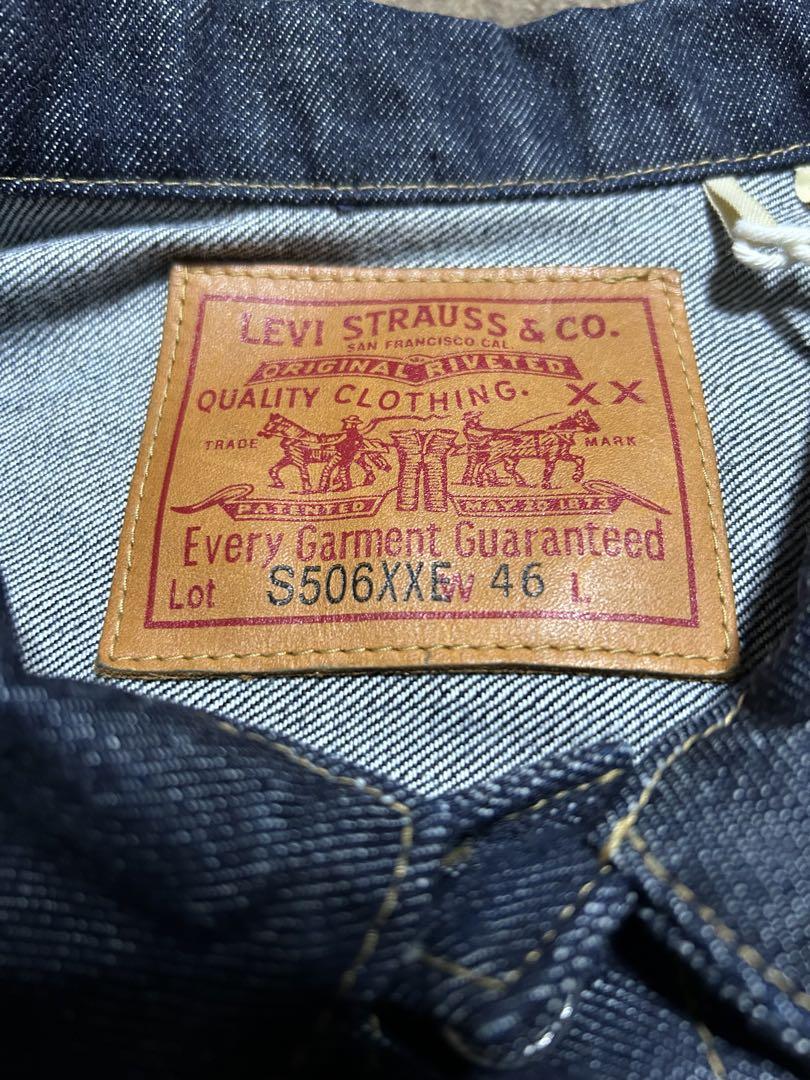 LEVI STRAUSS & CO.
SAN FRANCISCO CAL
ORIGINAL RIVETED
QUALITY CLOTHING. XX
TRADE MARK
PATENTED MAY 20 1873
Every Garment Guaranteed
Lot S506XXE W 46 L